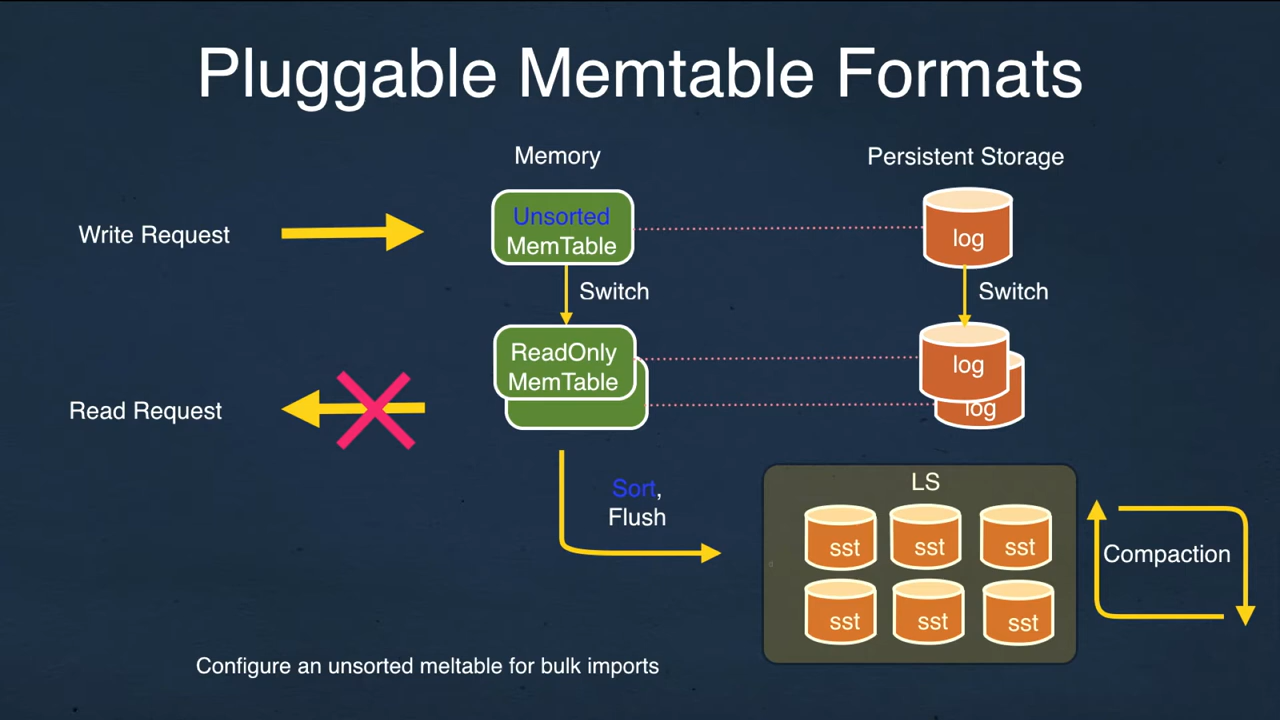 Pluggable Memtable Formats
Memory
Persistent Storage
Write Request
Unsorted
MemTable
log
Switch
Switch
Read Request
ReadOnly
MemTable
log
log
Sort,
Flush
LS
sst sst sst
sst sst sst
Compaction
Configure an unsorted meltable for bulk imports